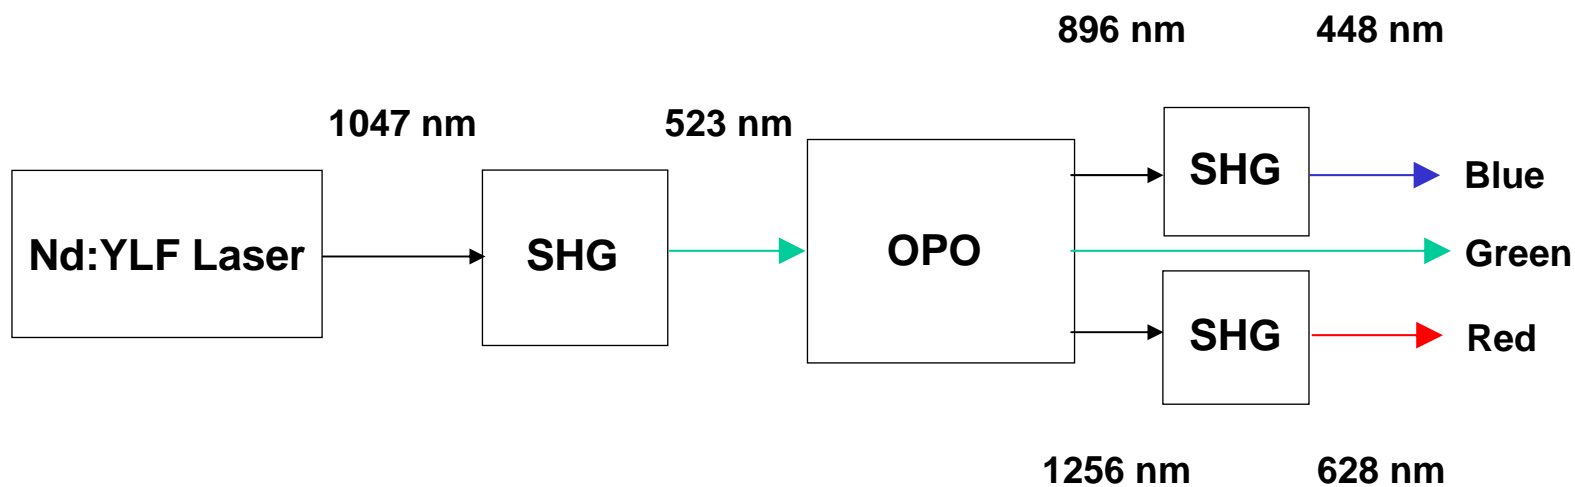 896 nm 448 nm
1047 nm 523 nm
Nd:YLF Laser SHG OPO SHG Blue
Green
SHG Red
1256 nm 628 nm